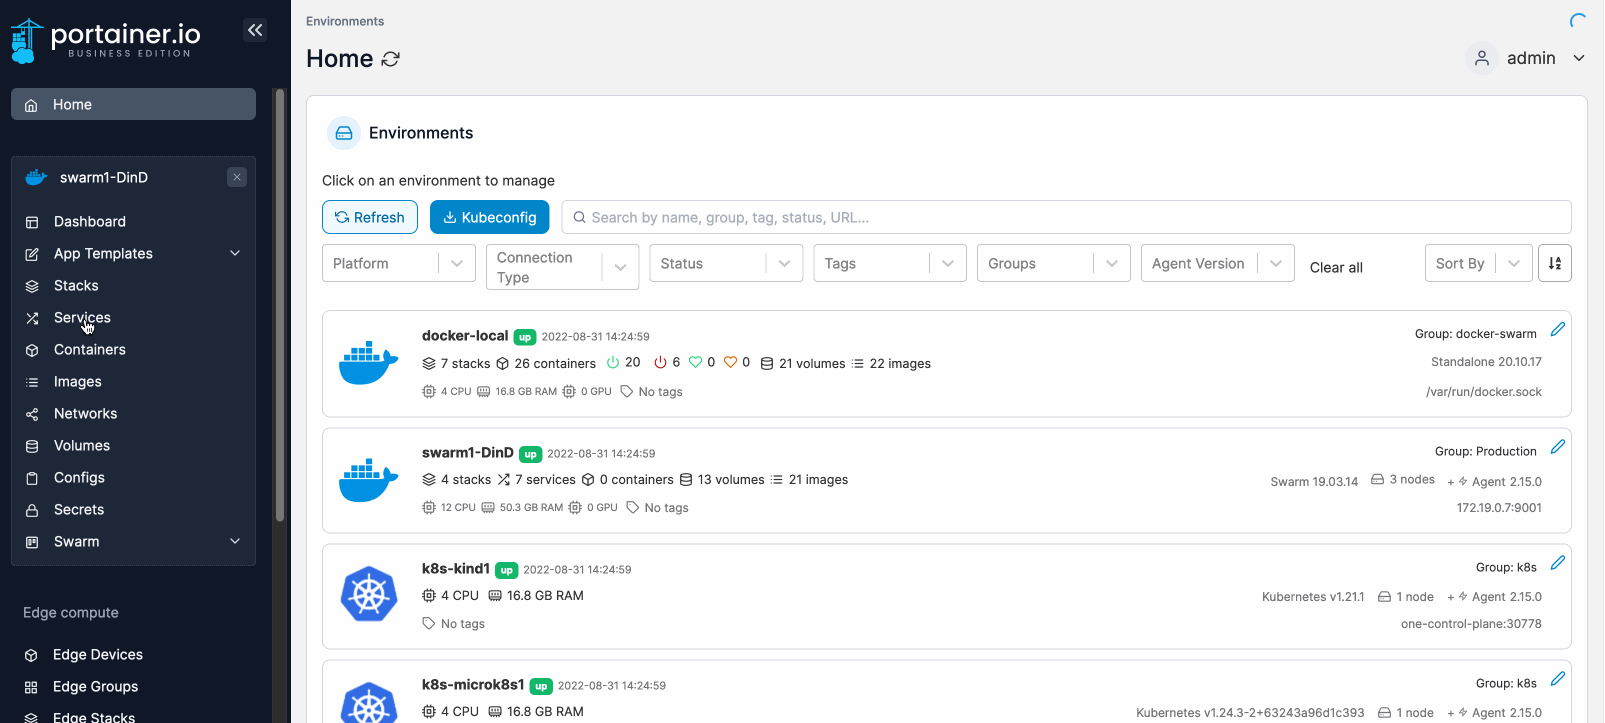 portainer.io
BUSINESS EDITION
Home
swarm1-DinD
Dashboard
App Templates
Stacks
Services
Containers
Images
Networks
Volumes
Configs
Secrets
Swarm
Edge compute
Edge Devices
Edge Groups
Edge Stacks
Environments
Home
admin
Environments
Click on an environment to manage
Refresh Kubeconfig Search by name, group, tag, status, URL...
Platform Connection Type Status Tags Groups Agent Version Clear all Sort By
docker-local up 2022-08-31 14:24:59 Group: docker-swarm
7 stacks 26 containers 20 6 0 0 21 volumes 22 images Standalone 20.10.17
4 CPU 16.8 GB RAM 0 GPU No tags /var/run/docker.sock
swarm1-DinD up 2022-08-31 14:24:59 Group: Production
4 stacks 7 services 0 containers 13 volumes 21 images Swarm 19.03.14 3 nodes + Agent 2.15.0
12 CPU 50.3 GB RAM 0 GPU No tags 172.19.0.7:9001
k8s-kind1 up 2022-08-31 14:24:59 Group: k8s
4 CPU 16.8 GB RAM Kubernetes v1.21.1 1 node + Agent 2.15.0
No tags one-control-plane:30778
k8s-microk8s1 up 2022-08-31 14:24:59 Group: k8s
4 CPU 16.8 GB RAM Kubernetes v1.24.3-2+63243a96d1c393 1 node + Agent 2.15.0